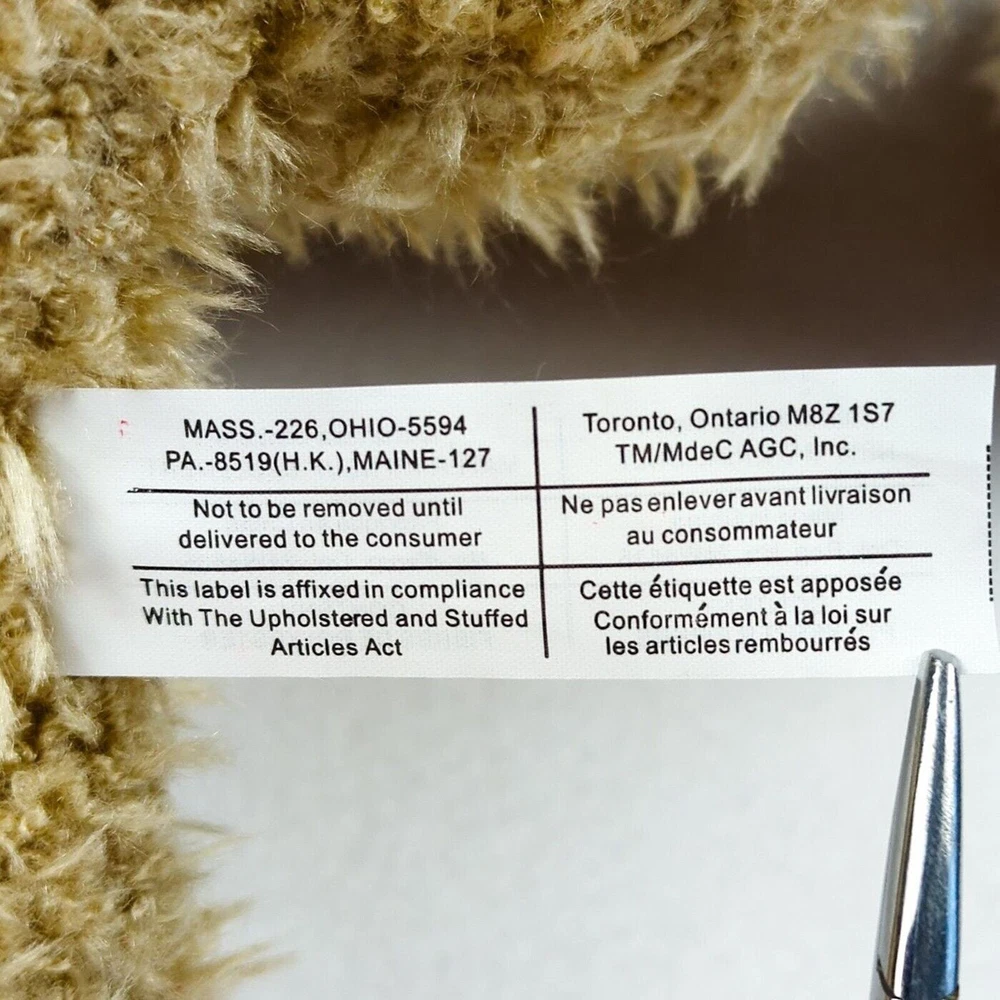 MASS.-226,OHIO-5594
PA.-8519(H.K.),MAINE-127
Not to be removed until
delivered to the consumer
This label is affixed in compliance
With The Upholstered and Stuffed
Articles Act
Toronto, Ontario M8Z 1S7
TM/MdeC AGC, Inc.
Ne pas enlever avant livraison
au consommateur
Cette étiquette est apposée
Conformément à la loi sur
les articles rembourrés